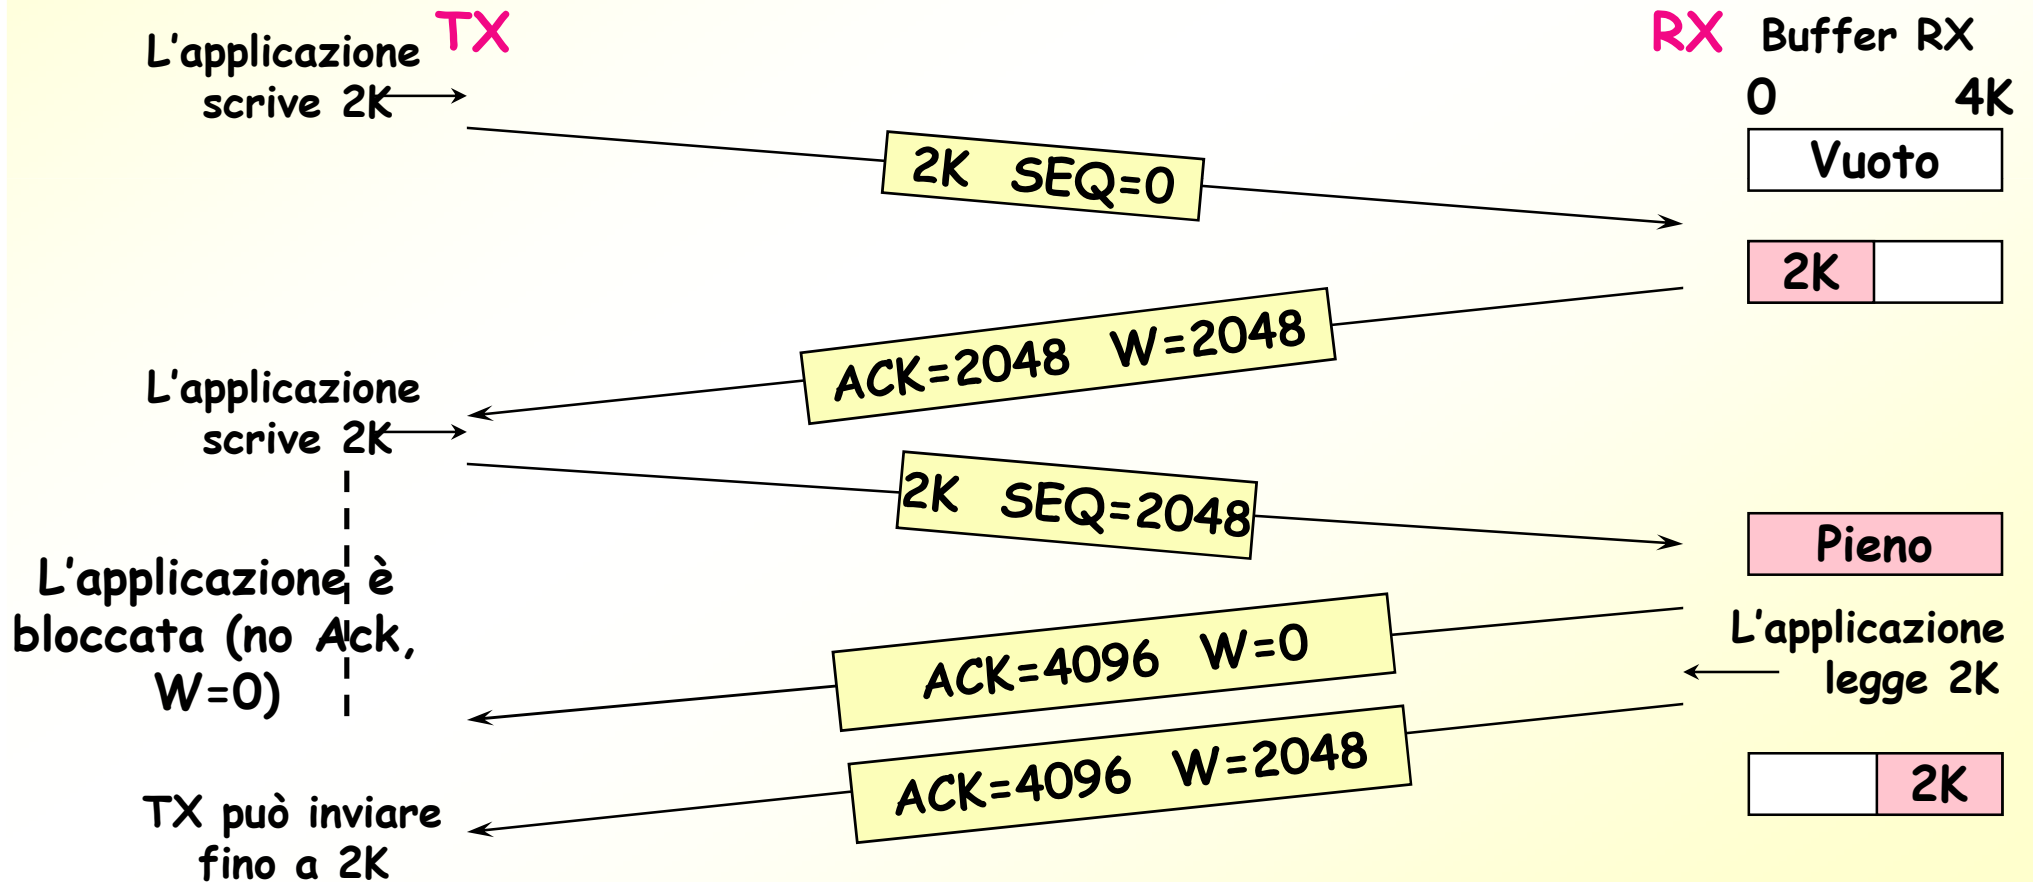 TX
RX Buffer RX
L'applicazione
scrive 2K
0 4K
Vuoto
2K SEQ=0
2K
ACK=2048 W=2048
L'applicazione
scrive 2K
2K SEQ=2048
Pieno
L'applicazione è
bloccata (no Ack,
W=0)
ACK=4096 W=0
L'applicazione
legge 2K
ACK=4096 W=2048
2K
TX può inviare
fino a 2K